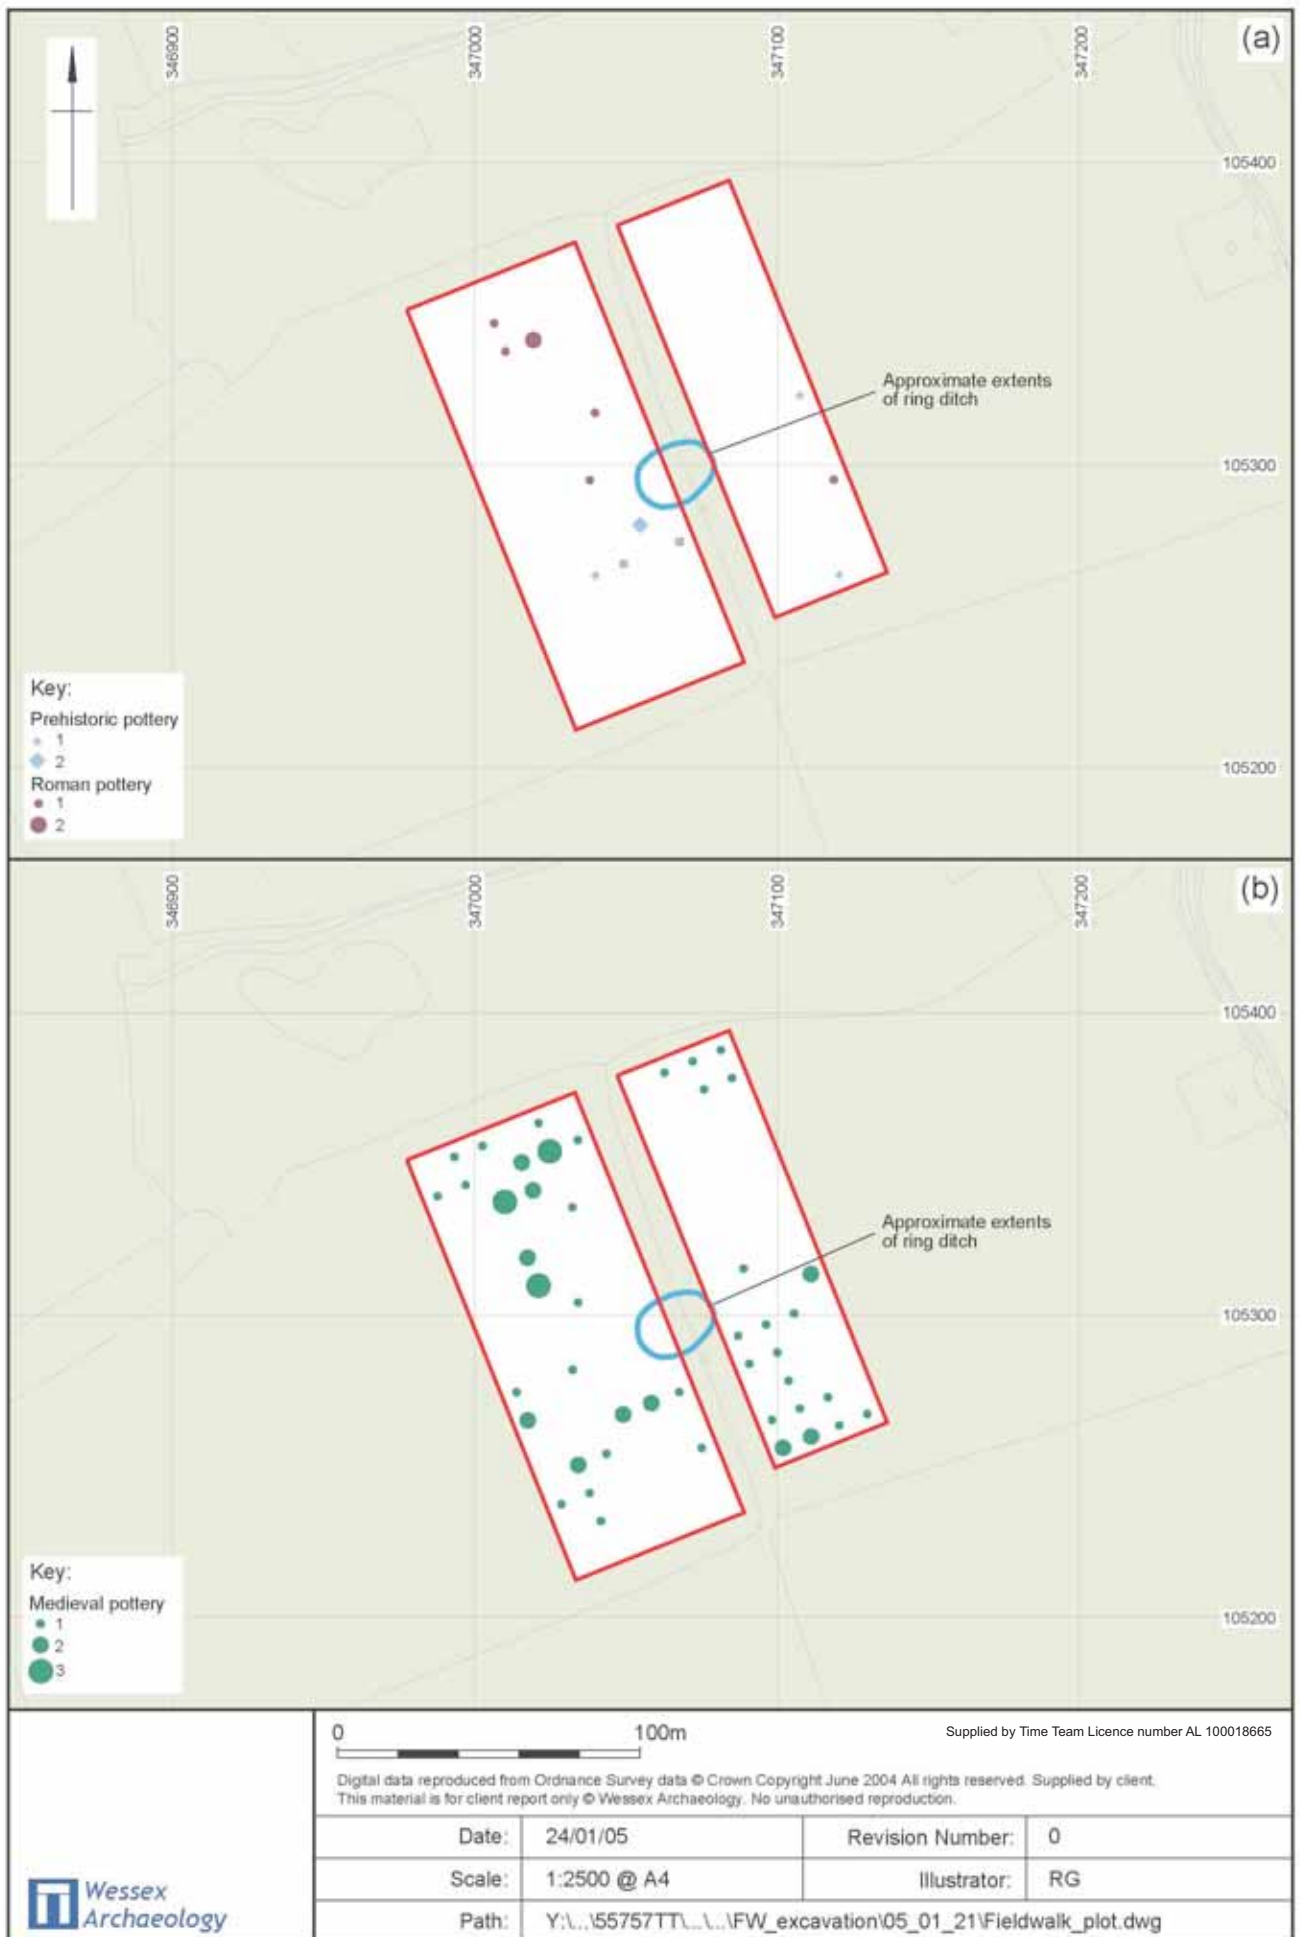 (a)
346900
347000
347100
347200
105400
Approximate extents
of ring ditch
105300
105200
Key:
Prehistoric pottery
1
2
Roman pottery
1
2
(b)
346900
347000
347100
347200
105400
Approximate extents
of ring ditch
105300
105200
Key:
Medieval pottery
1
2
3
0 100m
Supplied by Time Team Licence number AL 100018665
Digital data reproduced from Ordnance Survey data © Crown Copyright June 2004 All rights reserved. Supplied by client.
This material is for client report only © Wessex Archaeology. No unauthorised reproduction.
Date: 24/01/05 Revision Number: 0
Scale: 1:2500 @ A4 Illustrator: RG
Path: Y:\...\55757TT\...\...\FW_excavation\05_01_21\Fieldwalk_plot.dwg
Wessex
Archaeology